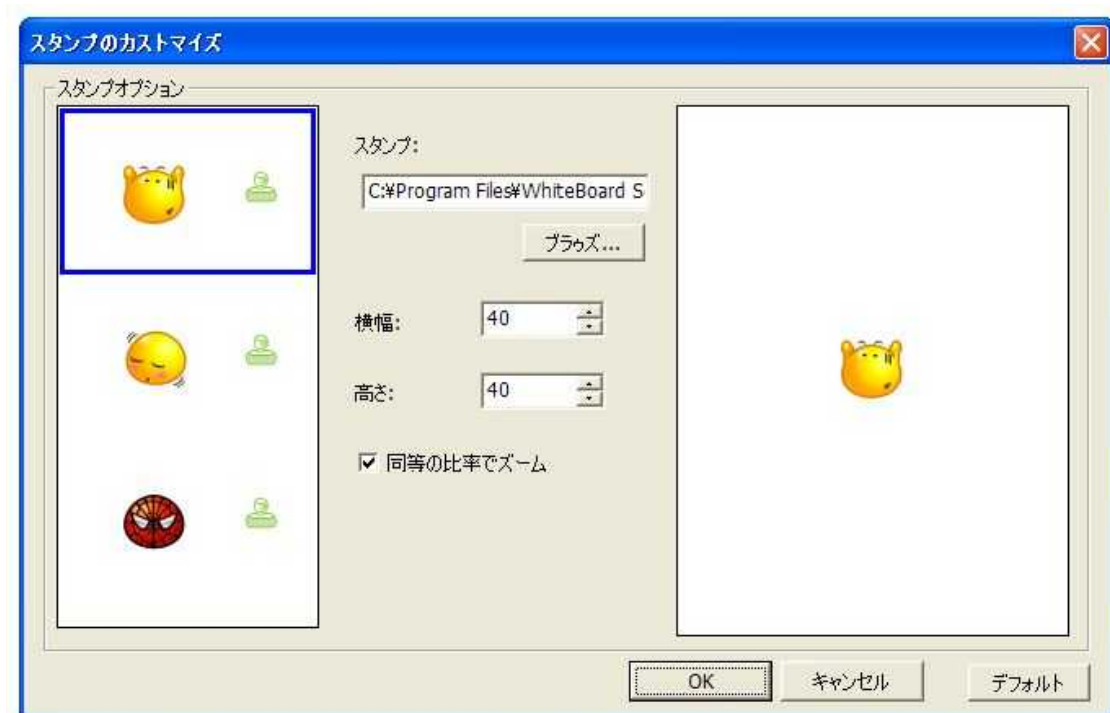 スタンプのカストマイズ
スタンプオプション
スタンプ:
C:¥Program Files¥WhiteBoard S
ブラゥズ...
横幅:
40
高さ:
40
同等の比率でズーム
OK
キャンセル
デフォルト